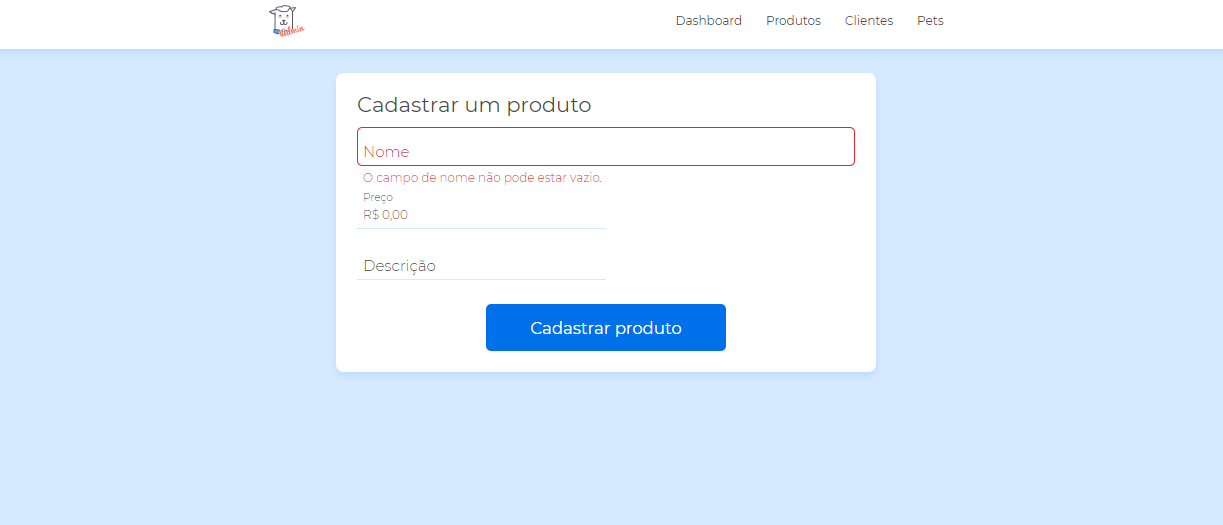 Dashboard Produtos Clientes Pets
Cadastrar um produto
Nome
O campo de nome não pode estar vazio.
Preço
R$ 0,00
Descrição
Cadastrar produto